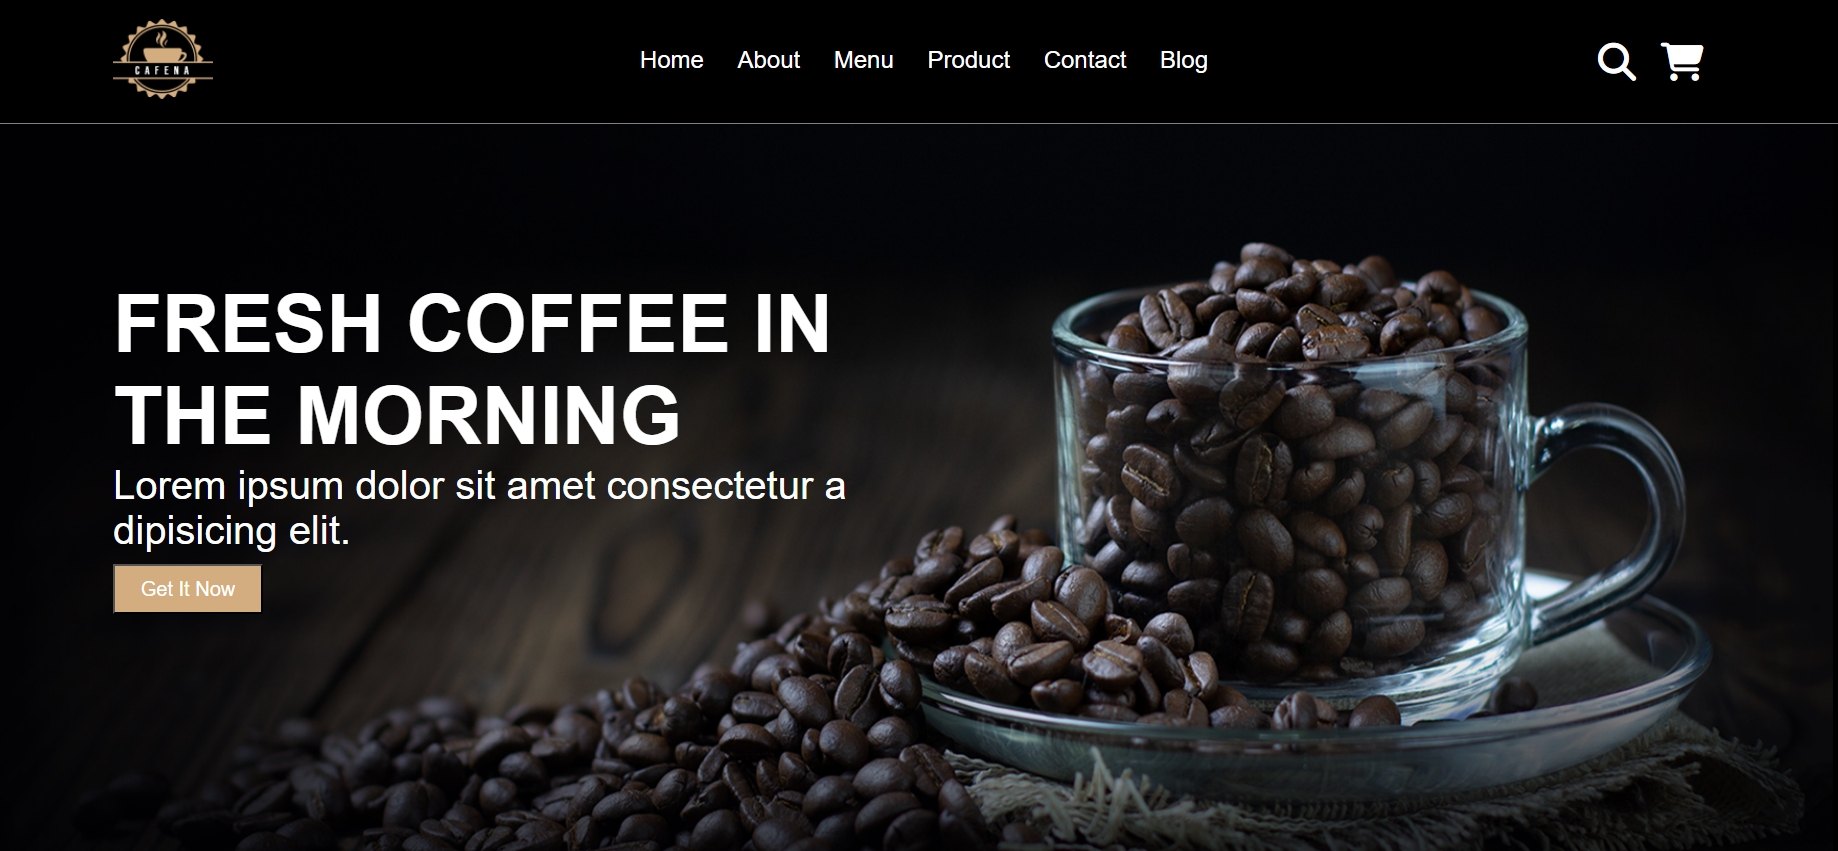 CAFENA
Home About Menu Product Contact Blog
FRESH COFFEE IN
THE MORNING
Lorem ipsum dolor sit amet consectetur a
dipisicing elit.
Get It Now